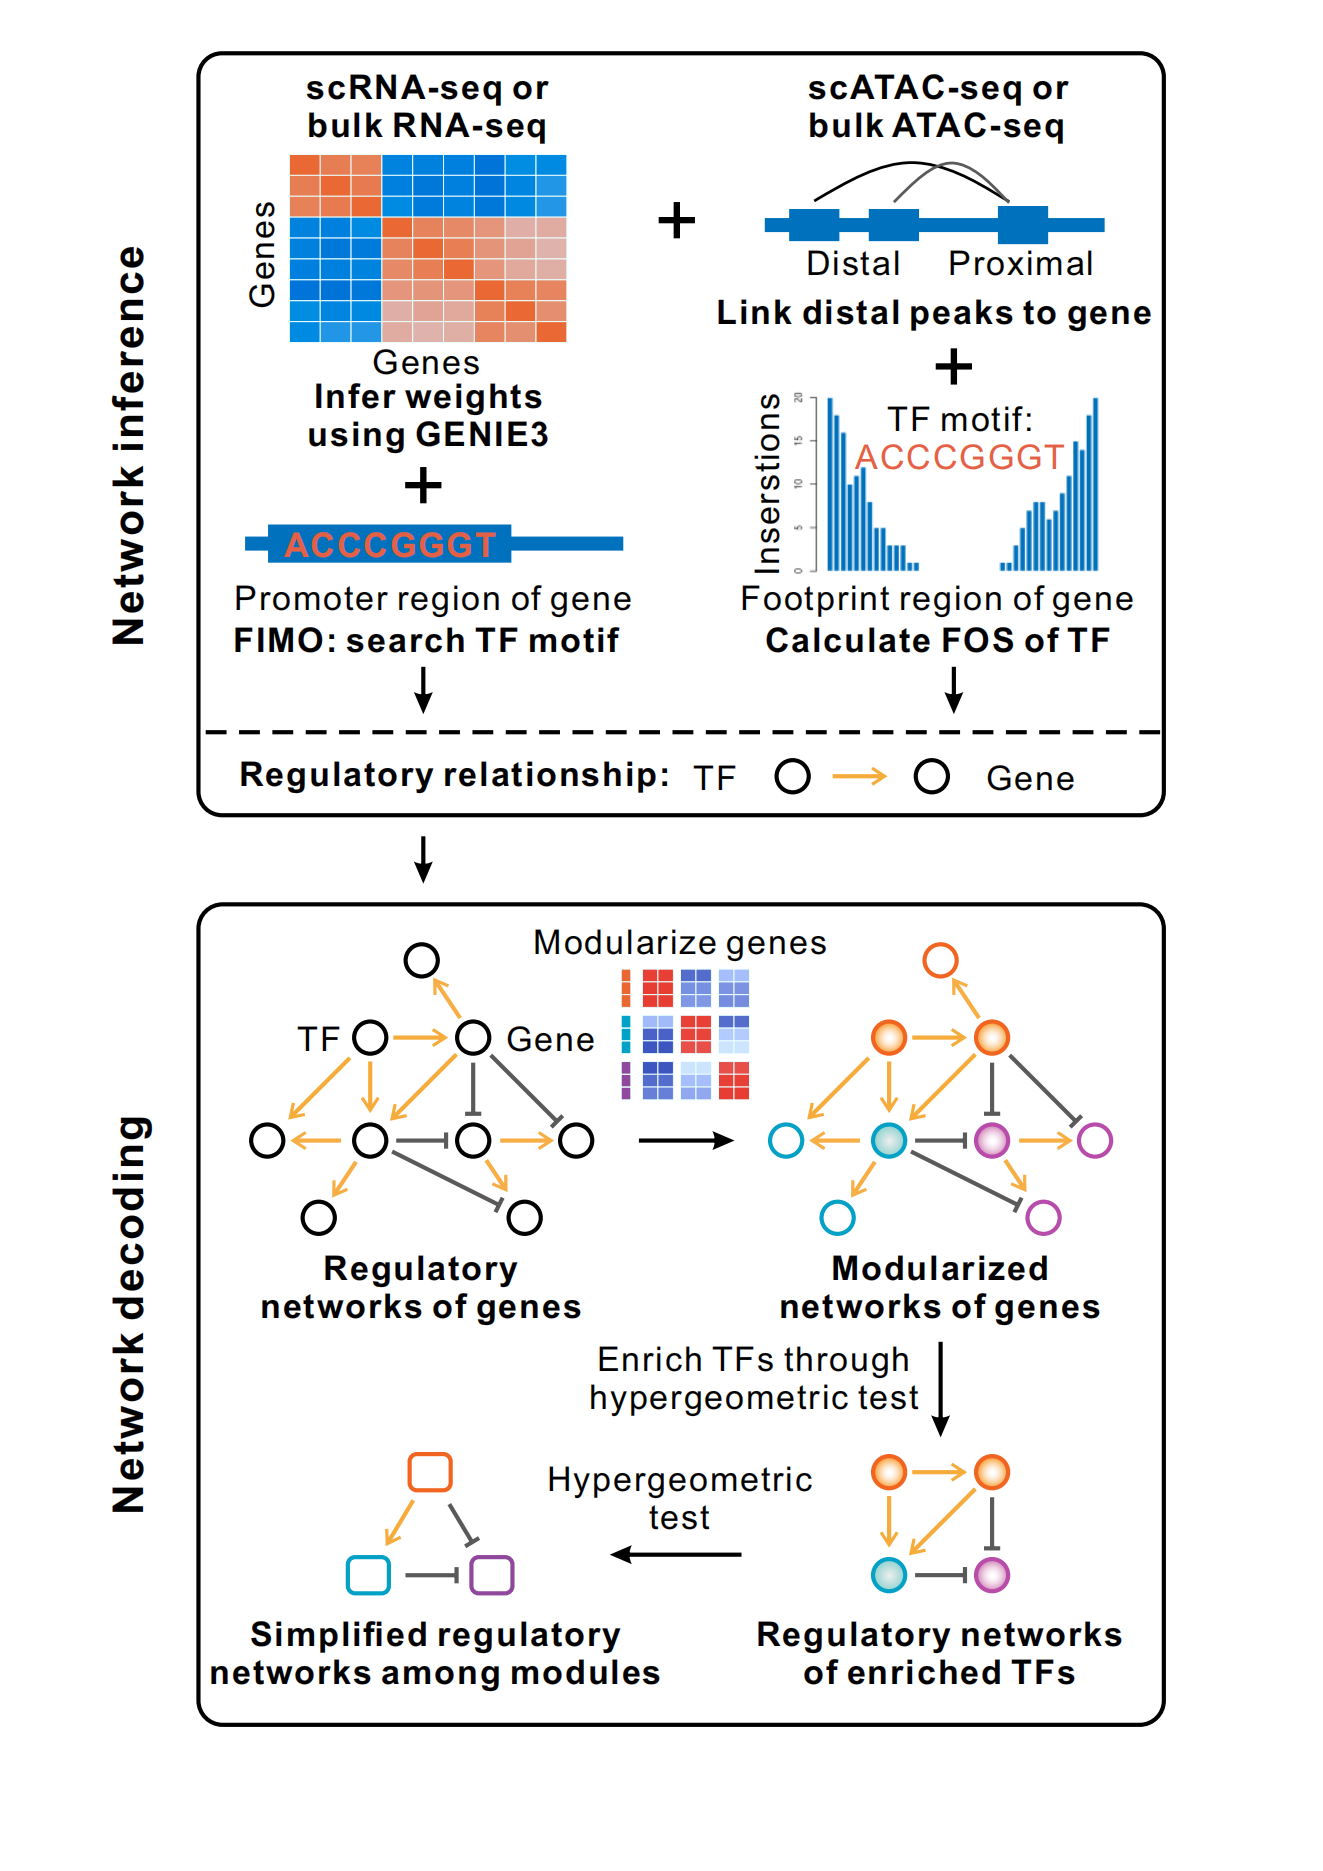 Network inference
scRNA-seq or
bulk RNA-seq
Genes
Genes
Infer weights
using GENIE3
ACCCGGGT
Promoter region of gene
FIMO: search TF motif
scATAC-seq or
bulk ATAC-seq
Distal
Proximal
Link distal peaks to gene
Inserstions
20
15
10
5
0
TF motif:
ACCCGGGT
Footprint region of gene
Calculate FOS of TF
Regulatory relationship: TF
Gene
Network decoding
Modularize genes
TF
Gene
Regulatory
networks of genes
Modularized
networks of genes
Enrich TFs through
hypergeometric test
Hypergeometric
test
Simplified regulatory
networks among modules
Regulatory networks
of enriched TFs